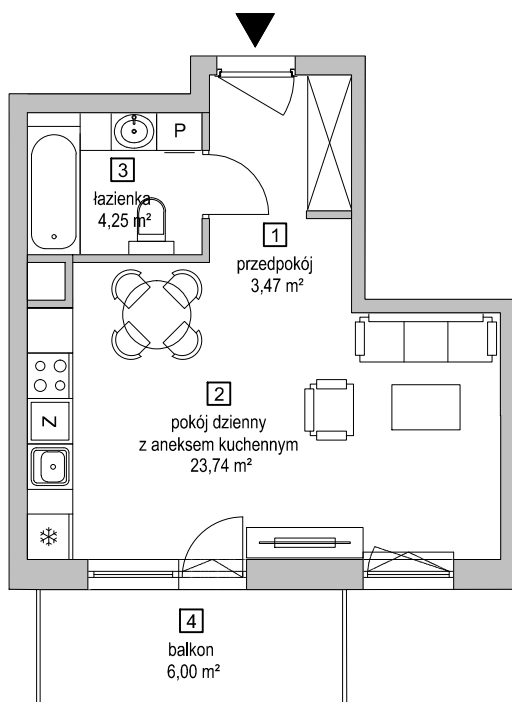 P
3
łazienka
4,25 m²
1
przedpokój
3,47 m²
2
pokój dzienny
z aneksem kuchennym
23,74 m²
Z
4
balkon
6,00 m²